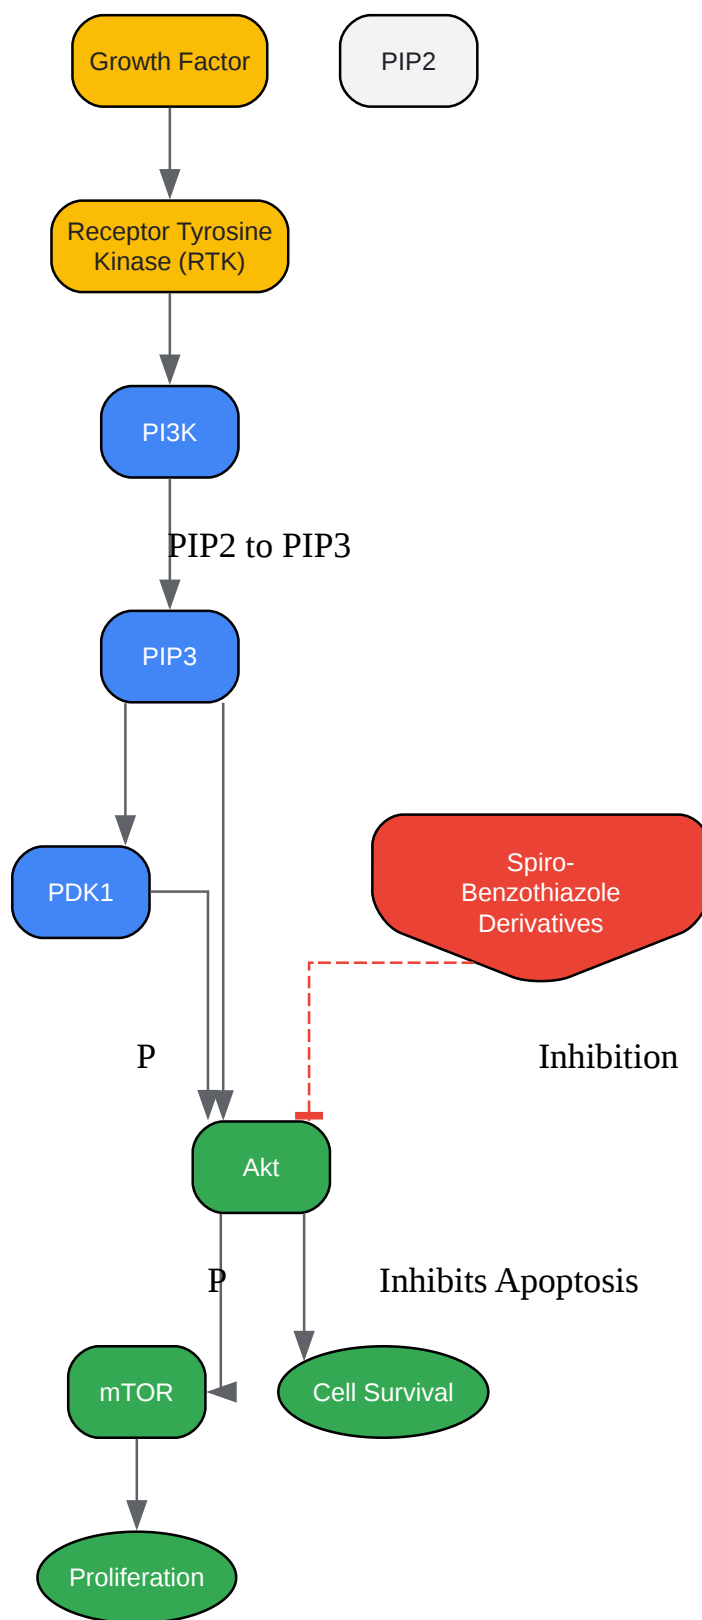 Growth Factor
PIP2
Receptor Tyrosine
Kinase (RTK)
PI3K
PIP2 to PIP3
PIP3
Spiro-
Benzothiazole
Derivatives
PDK1
P
Inhibition
Akt
P
Inhibits Apoptosis
mTOR
Cell Survival
Proliferation